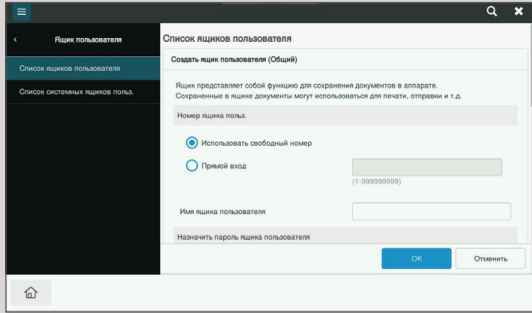 Ящик пользователя
Список ящиков пользователя
Список системных ящиков польз.
Список ящиков пользователя
Создать ящик пользователя (Общий)
Ящик представляет собой функцию для сохранения документов в аппарате.
Сохраненные в ящике документы могут использоваться для печати, отправки и т.д.
Номер ящика польз.
Использовать свободный номер
Прямой вход
(1-999999999)
Имя ящика пользователя
Назначить пароль ящика пользователя
OK
Отменить